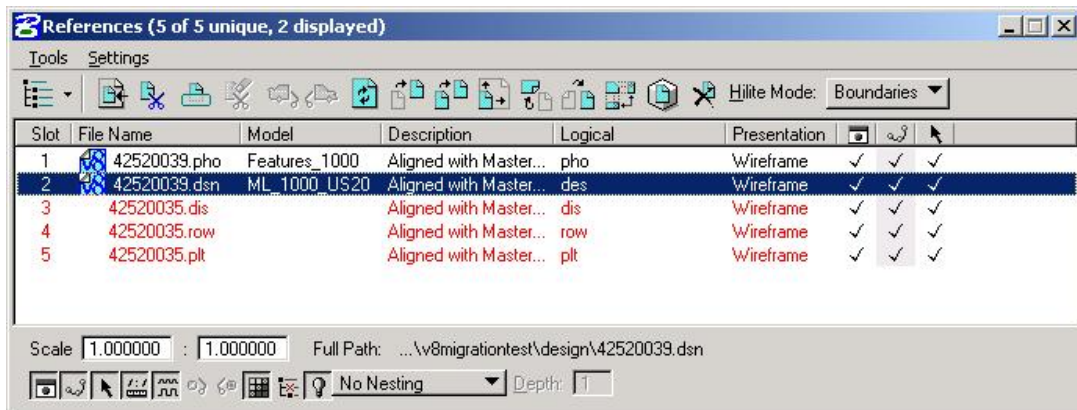 References (5 of 5 unique, 2 displayed)
Tools Settings
Hilite Mode: Boundaries
Slot File Name Model Description Logical Presentation
1 42520039.pho Features_1000 Aligned with Master... pho Wireframe
2 42520039.dsn ML_1000_US20 Aligned with Master... des Wireframe
3 42520035.dis Aligned with Master... dis Wireframe
4 42520035.row Aligned with Master... row Wireframe
5 42520035.plt Aligned with Master... plt Wireframe
Scale 1.000000 : 1.000000 Full Path: ...\v8migrationtest\design\42520039.dsn
No Nesting Depth: 1